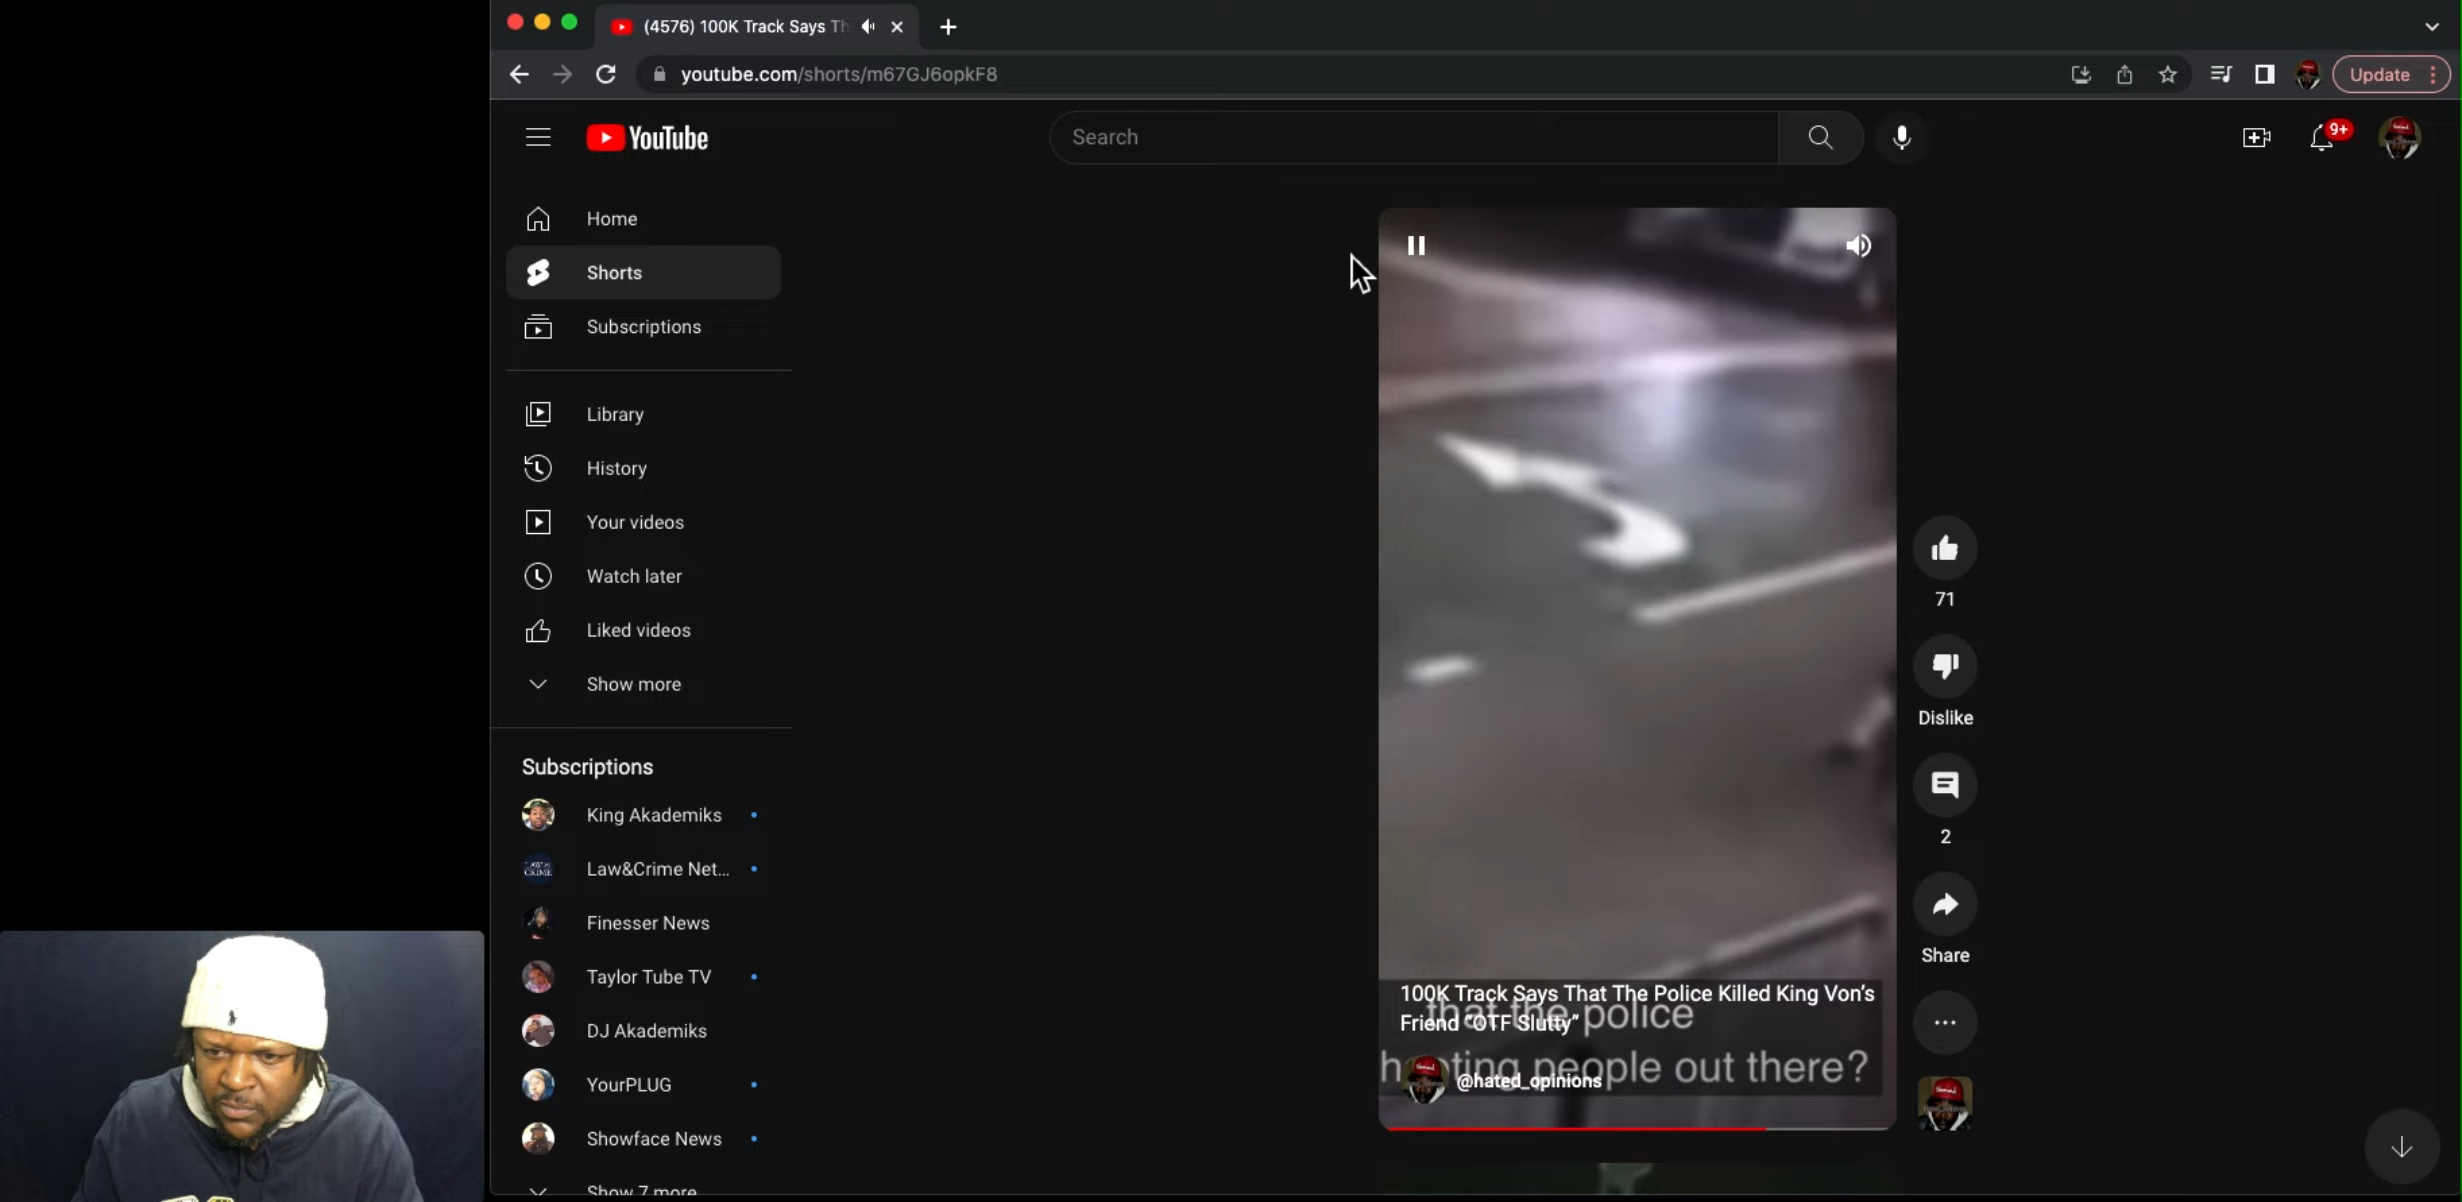 (4576) 100K Track Says Th
youtube.com/shorts/m67GJ6opkF8
Update
YouTube
Search
9+
Home
Shorts
Subscriptions
Library
History
Your videos
Watch later
Liked videos
Show more
Subscriptions
King Akademiks
Law&Crime Net...
Finesser News
Taylor Tube TV
DJ Akademiks
YourPLUG
Showface News
Show 7 more
71
Dislike
2
Share
100K Track Says That The Police Killed King Von's
Friend "OTF Slutty"
that the police
people out there?
@hated_opinions